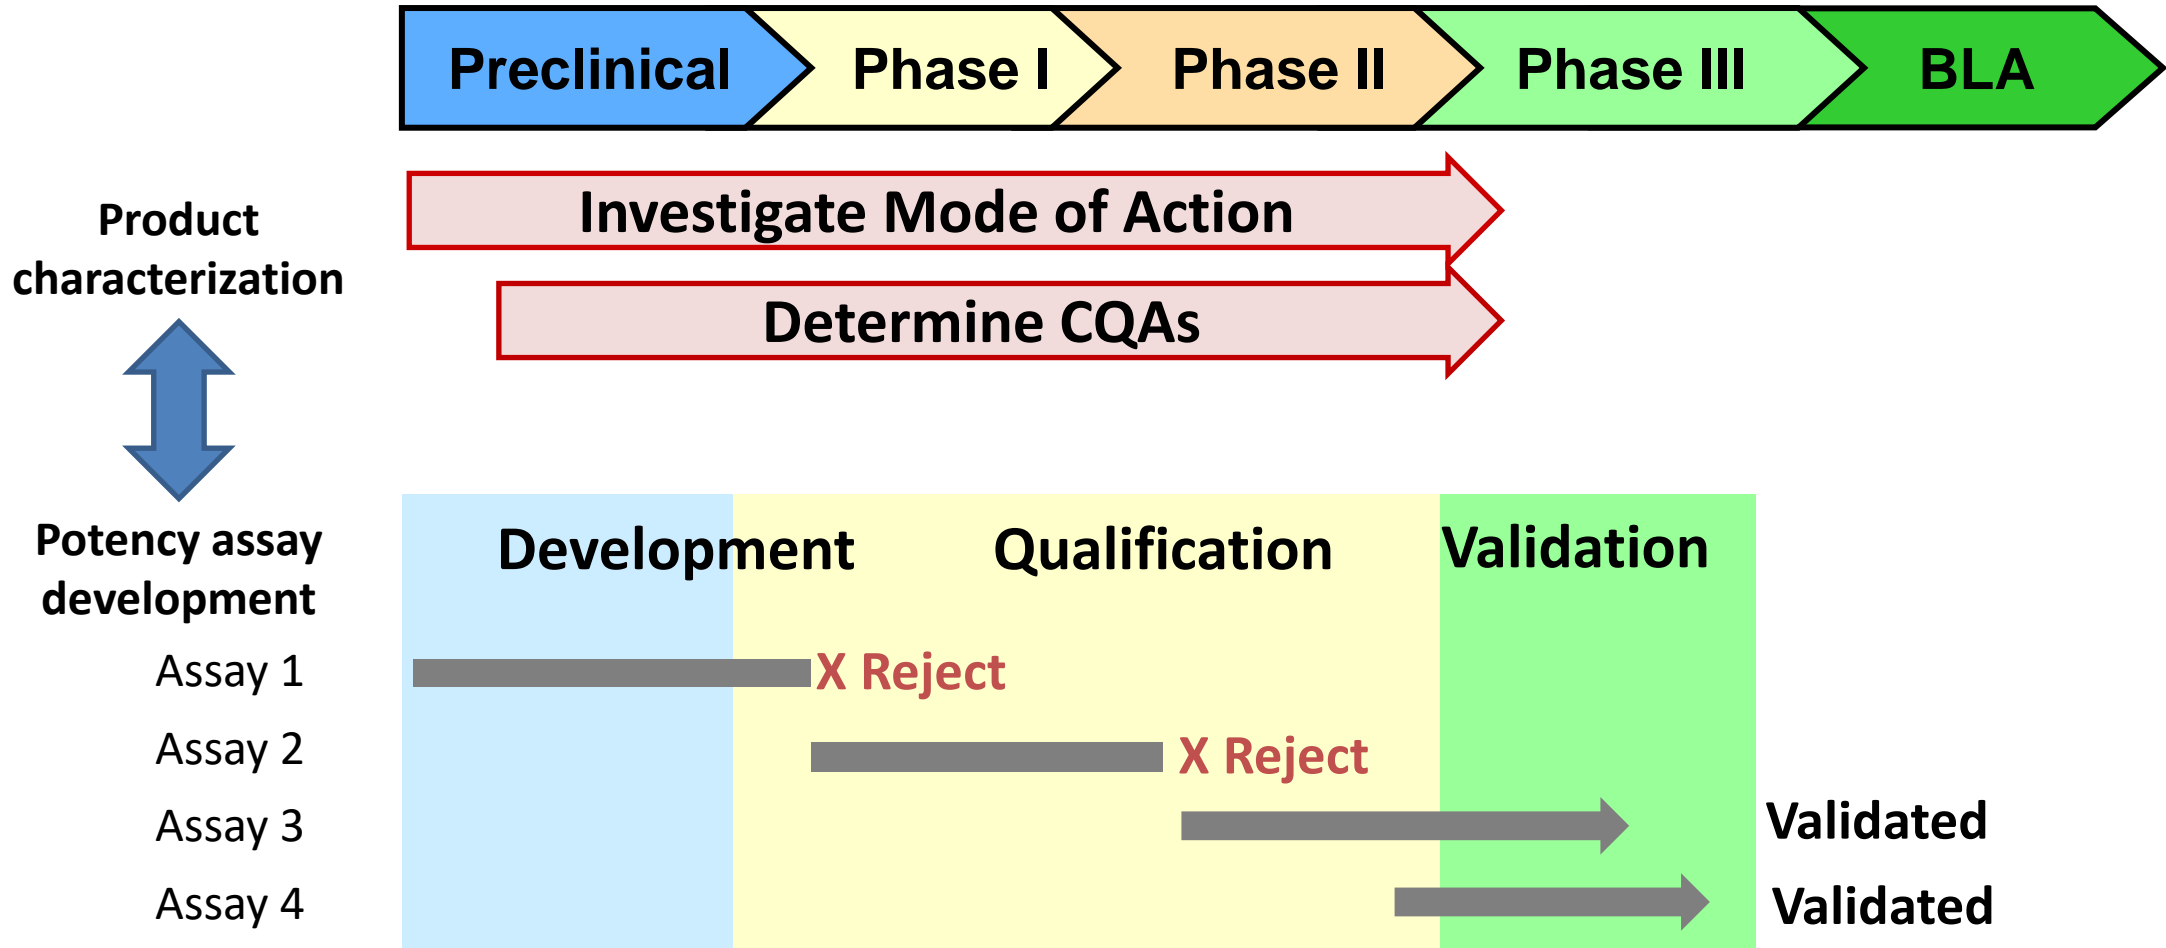 Preclinical
Phase I
Phase II
Phase III
BLA
Investigate Mode of Action
Product
characterization
Determine CQAs
Potency assay
development
Development
Qualification
Validation
Assay 1
X Reject
Assay 2
X Reject
Assay 3
Validated
Assay 4
Validated